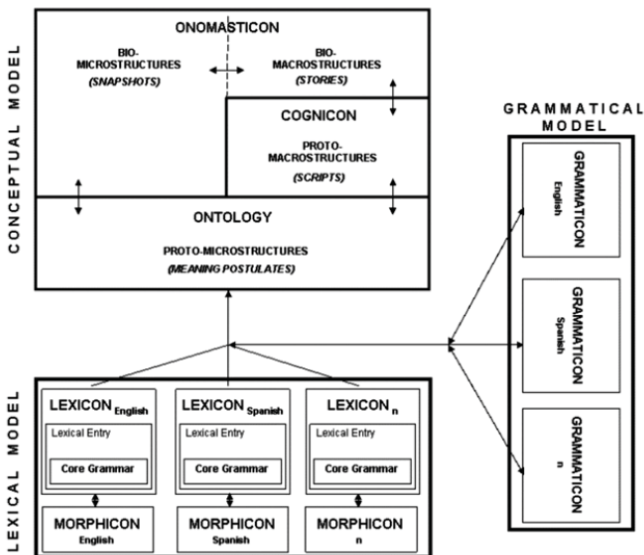 CONCEPTUAL MODEL
ONOMASTICON
BIO-
MICROSTRUCTURES
(SNAPSHOTS)
BIO-
MACROSTRUCTURES
(STORIES)
COGNICON
PROTO-
MACROSTRUCTURES
(SCRIPTS)
ONTOLOGY
PROTO-MICROSTRUCTURES
(MEANING POSTULATES)
GRAMMATICAL
MODEL
GRAMMATICON
English
GRAMMATICON
Spanish
GRAMMATICON
n
LEXICAL MODEL
LEXICON English
Lexical Entry
Core Grammar
MORPHICON
English
LEXICON Spanish
Lexical Entry
Core Grammar
MORPHICON
Spanish
LEXICON n
Lexical Entry
Core Grammar
MORPHICON
n